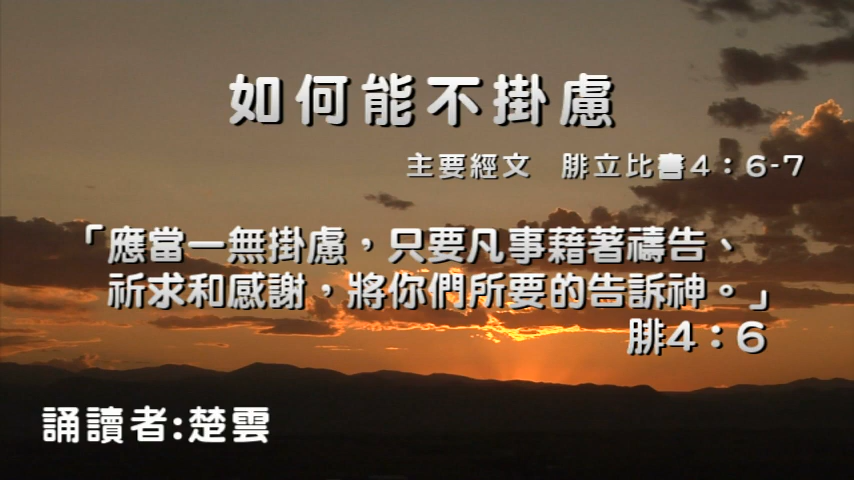 如何能不掛慮
主要經文 腓立比書4：6-7
「應當一無掛慮，只要凡事藉著禱告、
祈求和感謝，將你們所要的告訴神。」
腓4：6
誦讀者:楚雲